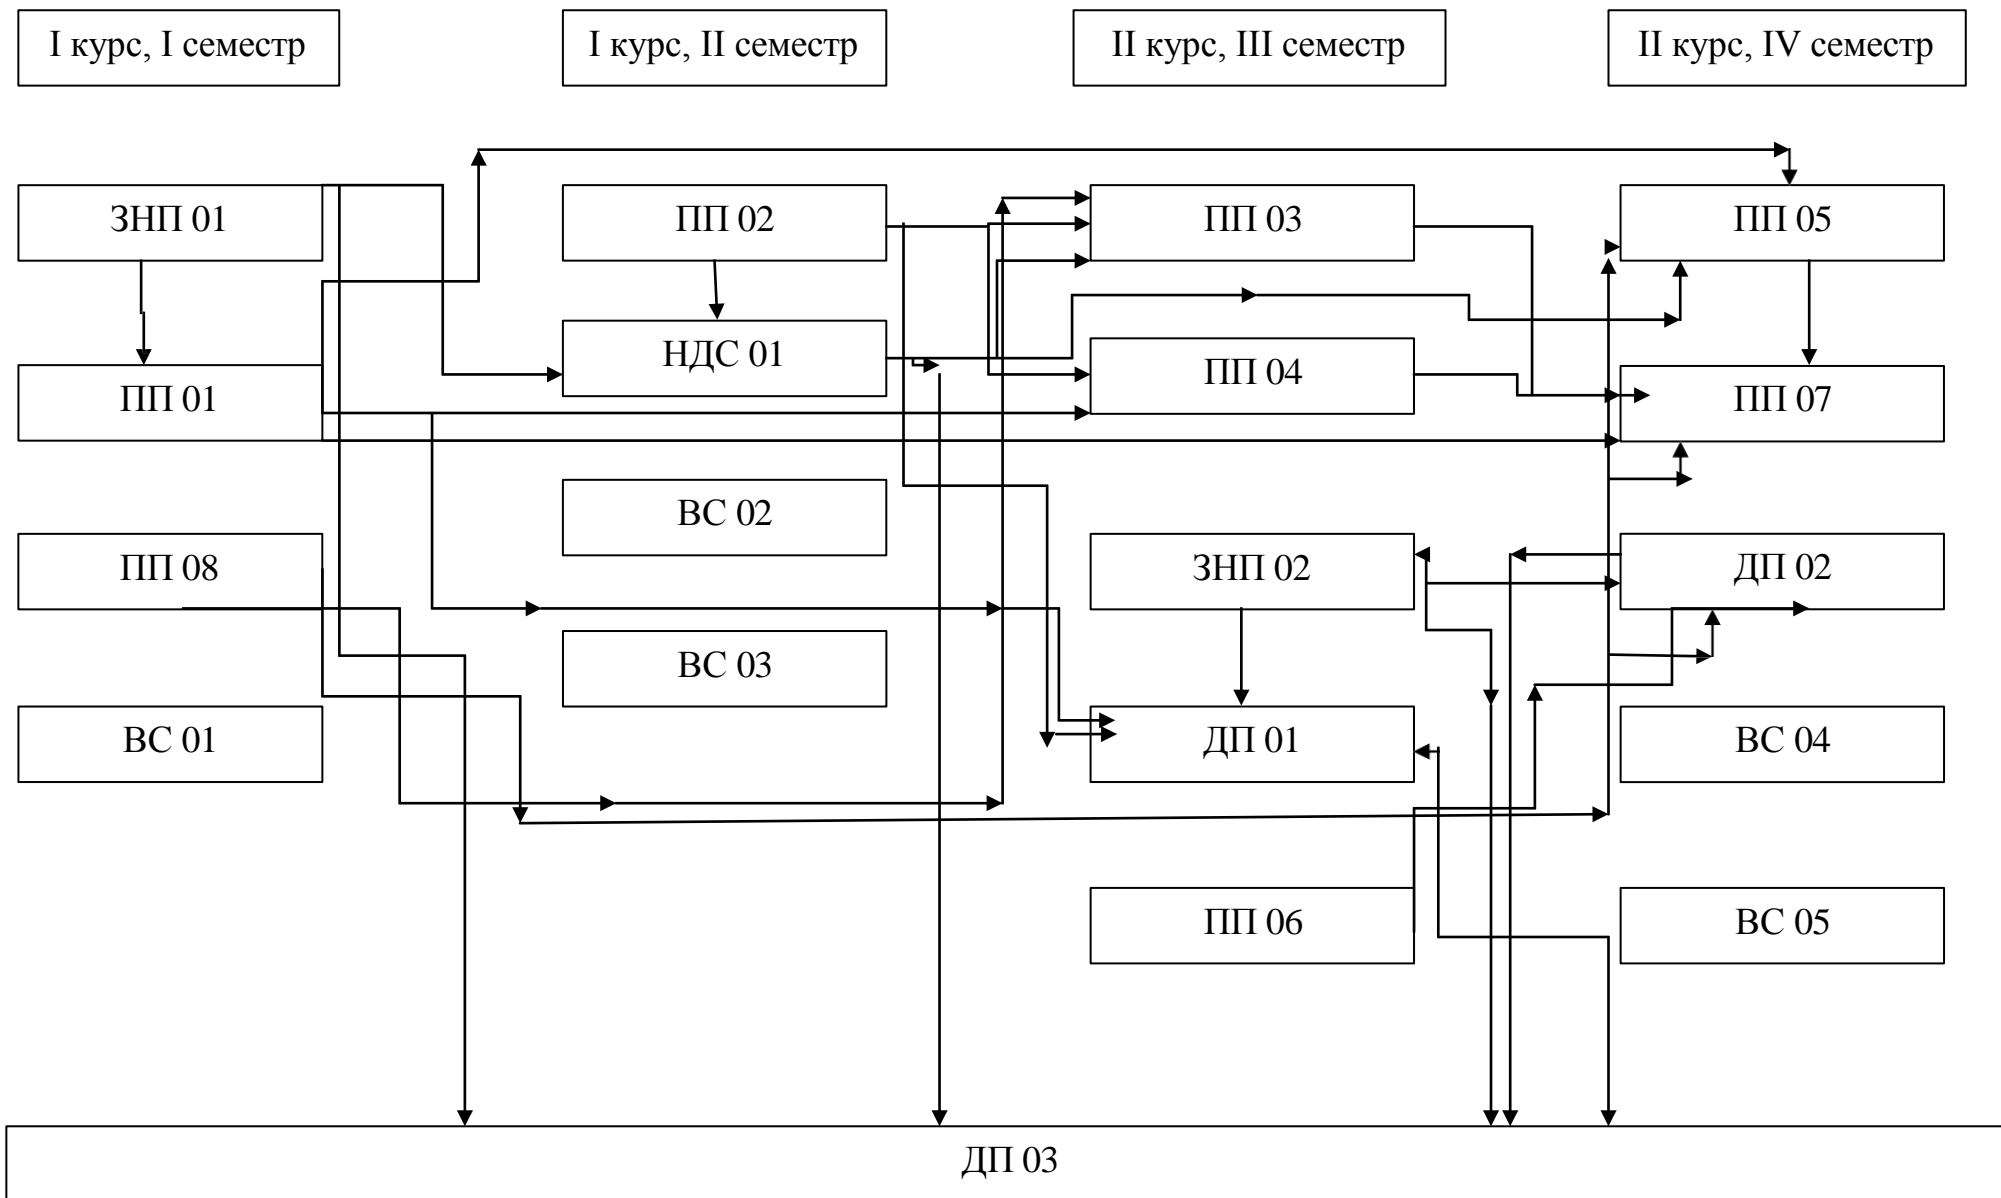 I курс, I семестр
I курс, II семестр
II курс, III семестр
II курс, IV семестр
ЗНП 01
ПП 02
ПП 03
ПП 05
НДС 01
ПП 04
ПП 01
ПП 07
ВС 02
ПП 08
ЗНП 02
ДП 02
ВС 03
ВС 01
ДП 01
ВС 04
ПП 06
ВС 05
ДП 03